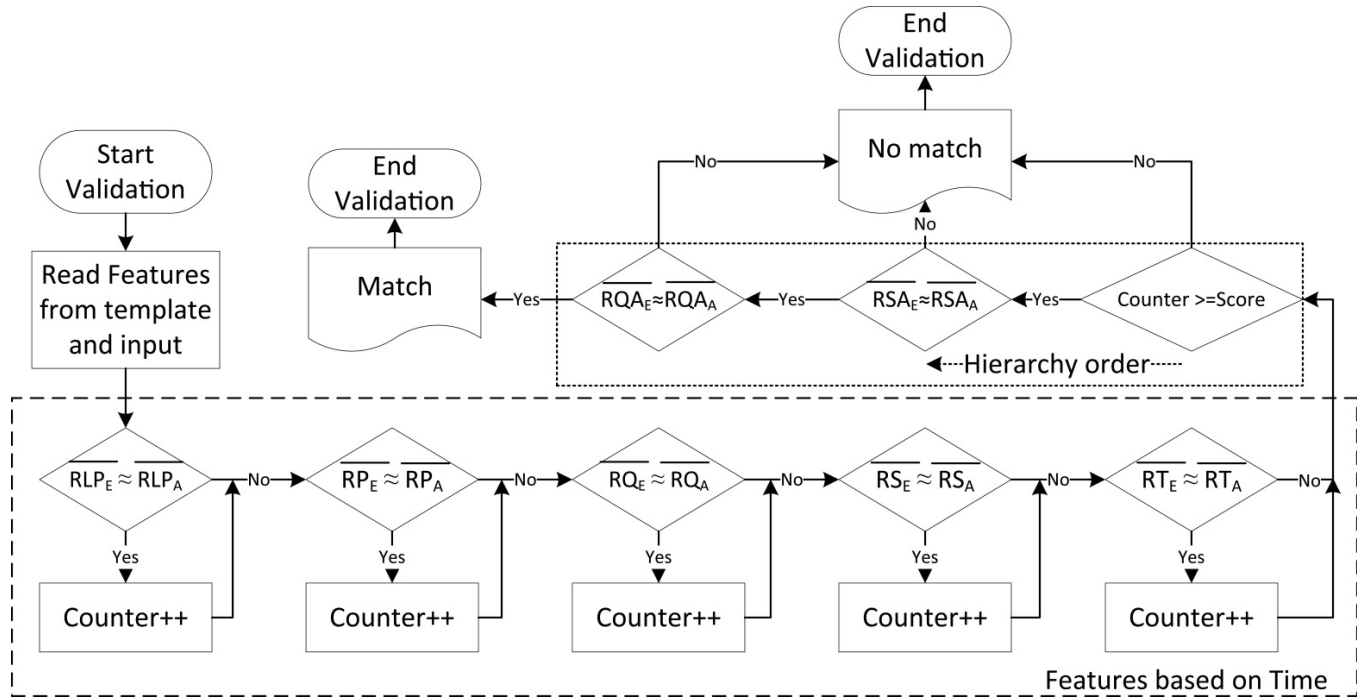 End
Validation
No match
Start
Validation
End
Validation
No
No
No
Read Features
from template
and input
Match
Yes
RQA_E≈RQA_A
Yes
RSA_E≈RSA_A
Yes
Counter >=Score
Hierarchy order
RLP_E ≈ RLP_A
No
RP_E ≈ RP_A
No
RQ_E ≈ RQ_A
No
RS_E ≈ RS_A
No
RT_E ≈ RT_A
No
Yes
Yes
Yes
Yes
Yes
Counter++
Counter++
Counter++
Counter++
Counter++
Features based on Time